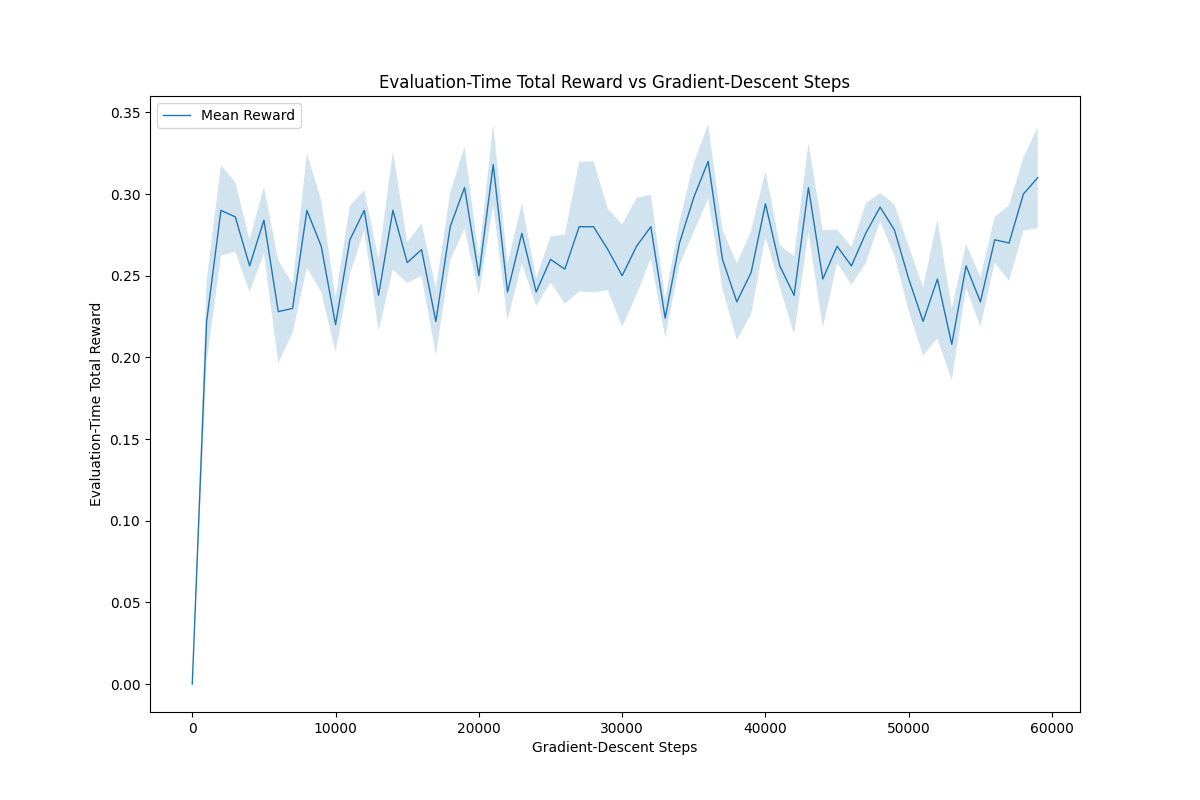 Evaluation-Time Total Reward vs Gradient-Descent Steps
Mean Reward
Evaluation-Time Total Reward
0.35
0.30
0.25
0.20
0.15
0.10
0.05
0.00
0 10000 20000 30000 40000 50000 60000
Gradient-Descent Steps